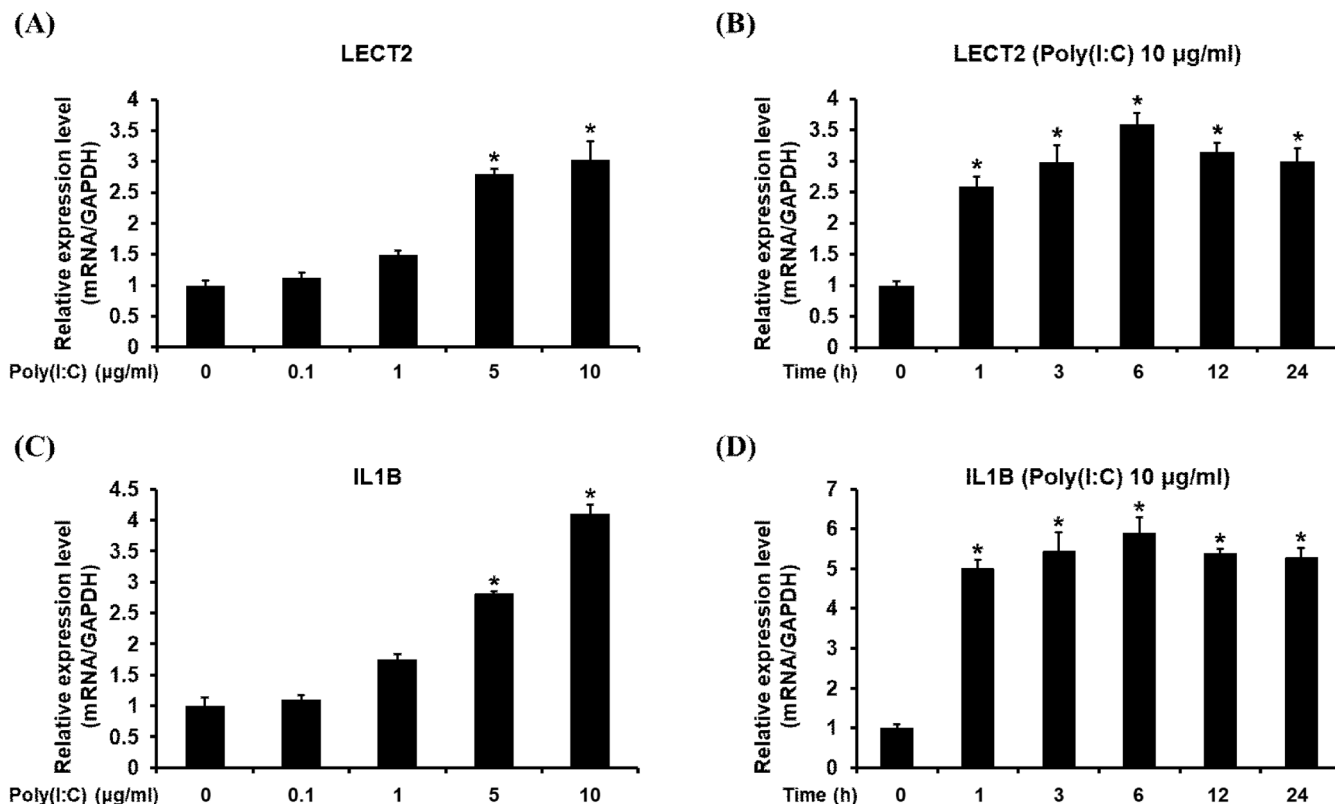 (A)
LECT2
Relative expression level
(mRNA/GAPDH)
4
3.5
3
2.5
2
1.5
1
0.5
0
* *
Poly(I:C) (µg/ml) 0 0.1 1 5 10
(B)
LECT2 (Poly(I:C) 10 µg/ml)
Relative expression level
(mRNA/GAPDH)
4
3.5
3
2.5
2
1.5
1
0.5
0
* * * * *
Time (h) 0 1 3 6 12 24
(C)
IL1B
Relative expression level
(mRNA/GAPDH)
4.5
4
3.5
3
2.5
2
1.5
1
0.5
0
* *
Poly(I:C) (µg/ml) 0 0.1 1 5 10
(D)
IL1B (Poly(I:C) 10 µg/ml)
Relative expression level
(mRNA/GAPDH)
7
6
5
4
3
2
1
0
* * * * *
Time (h) 0 1 3 6 12 24